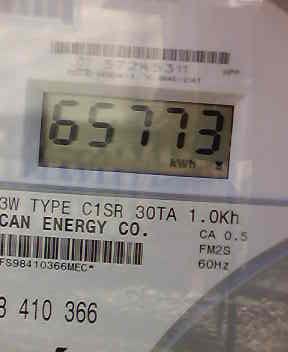 65773
kWh
3W TYPE C1SR 30TA 1.0Kh
CAN ENERGY CO.
CA 0.5
FM2S
FS98410366MEC*
60Hz
8 410 366